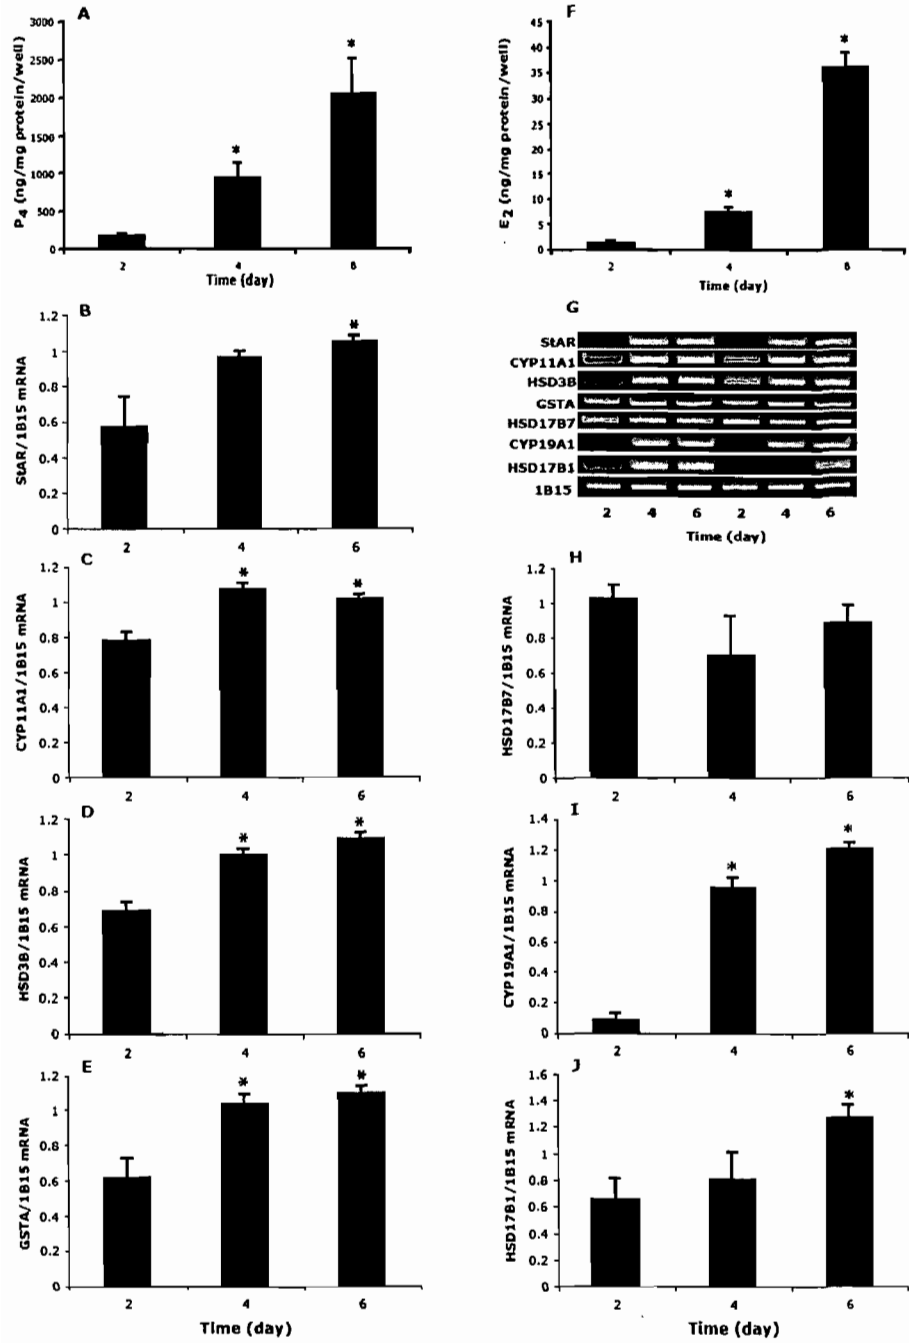 A
P4 (ng/mg protein/well)
3000
2500
2000
1500
1000
500
0
*
*
2 4 6
Time (day)
F
E2 (ng/mg protein/well)
45
40
35
30
25
20
15
10
5
0
*
*
2 4 6
Time (day)
B
StAR/1B15 mRNA
1.2
1
0.8
0.6
0.4
0.2
0
*
2 4 6
G
StAR
CYP11A1
HSD3B
GSTA
HSD17B7
CYP19A1
HSD17B1
1B15
2 4 6 2 4 6
Time (day)
C
CYP11A1/1B15 mRNA
1.2
1
0.8
0.6
0.4
0.2
0
*
*
2 4 6
H
HSD17B7/1B15 mRNA
1.2
1
0.8
0.6
0.4
0.2
0
2 4 6
D
HSD3B/1B15 mRNA
1.2
1
0.8
0.6
0.4
0.2
0
*
*
2 4 6
I
CYP19A1/1B15 mRNA
1.4
1.2
1
0.8
0.6
0.4
0.2
0
*
*
2 4 6
E
GSTA/1B15 mRNA
1.2
1
0.8
0.6
0.4
0.2
0
*
*
2 4 6
Time (day)
J
HSD17B1/1B15 mRNA
1.6
1.4
1.2
1
0.8
0.6
0.4
0.2
0
*
2 4 6
Time (day)